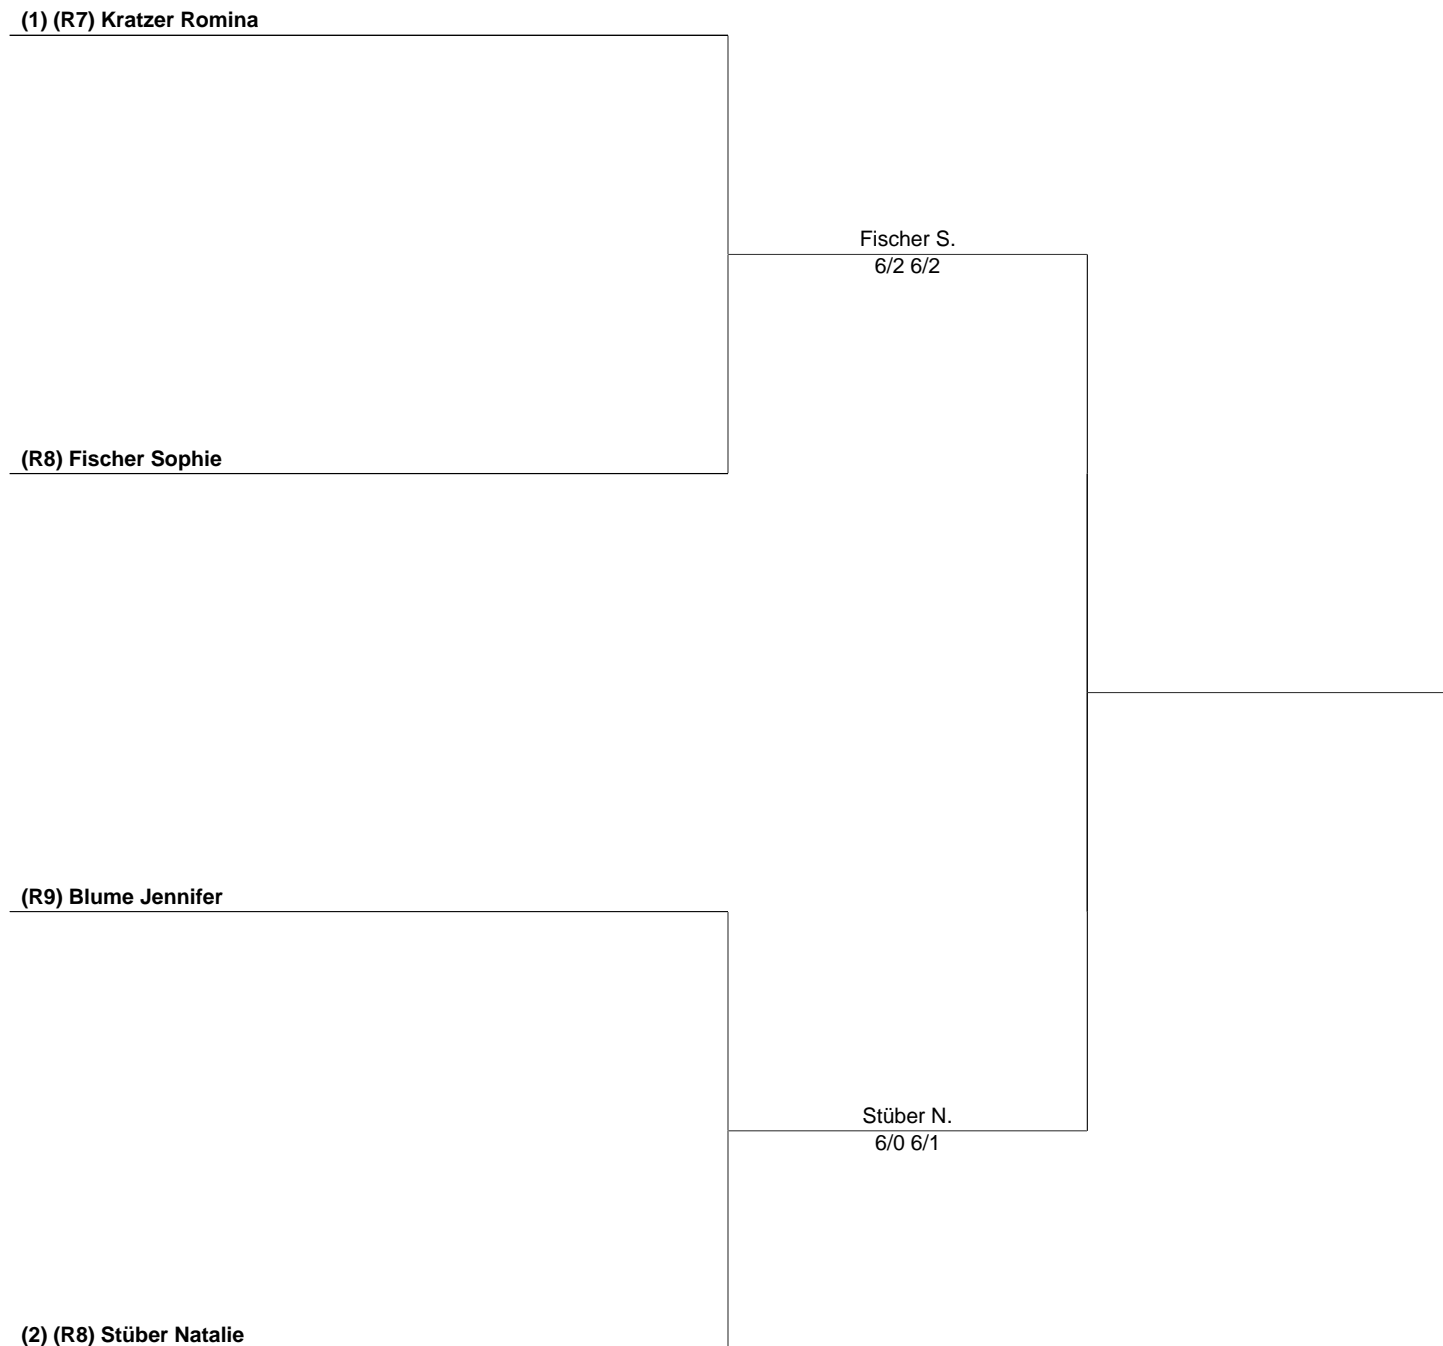 (1) (R7) Kratzer Romina
Fischer S.
6/2 6/2
(R8) Fischer Sophie
(R9) Blume Jennifer
Stüber N.
6/0 6/1
(2) (R8) Stüber Natalie